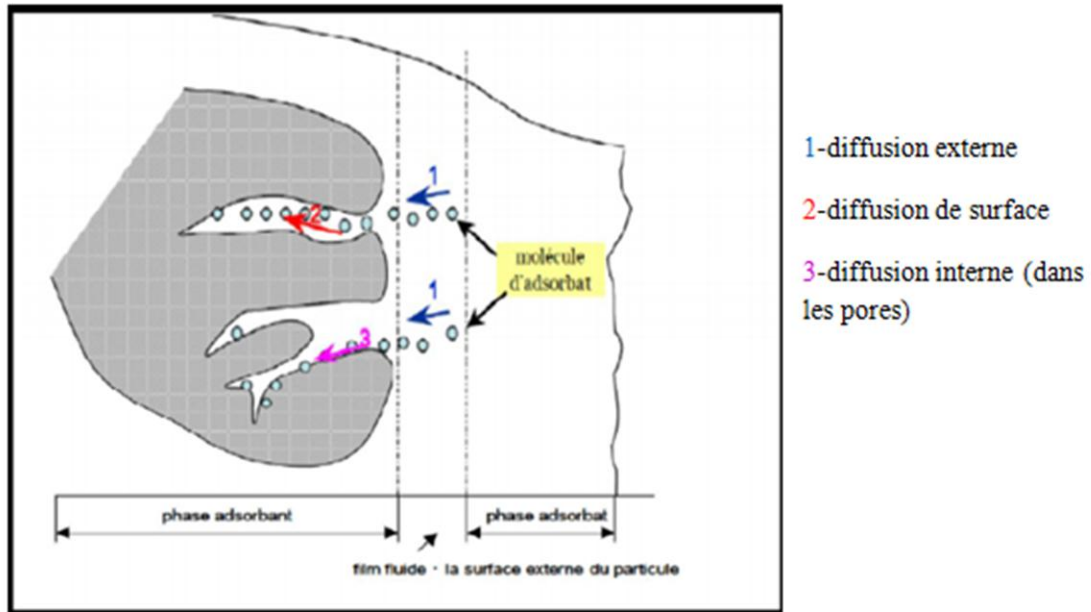 1
2
molécule
d'adsorbat
1
3
phase adsorbant
phase adsorbat
film fluide · la surface externe du particule
1-diffusion externe
2-diffusion de surface
3-diffusion interne (dans
les pores)